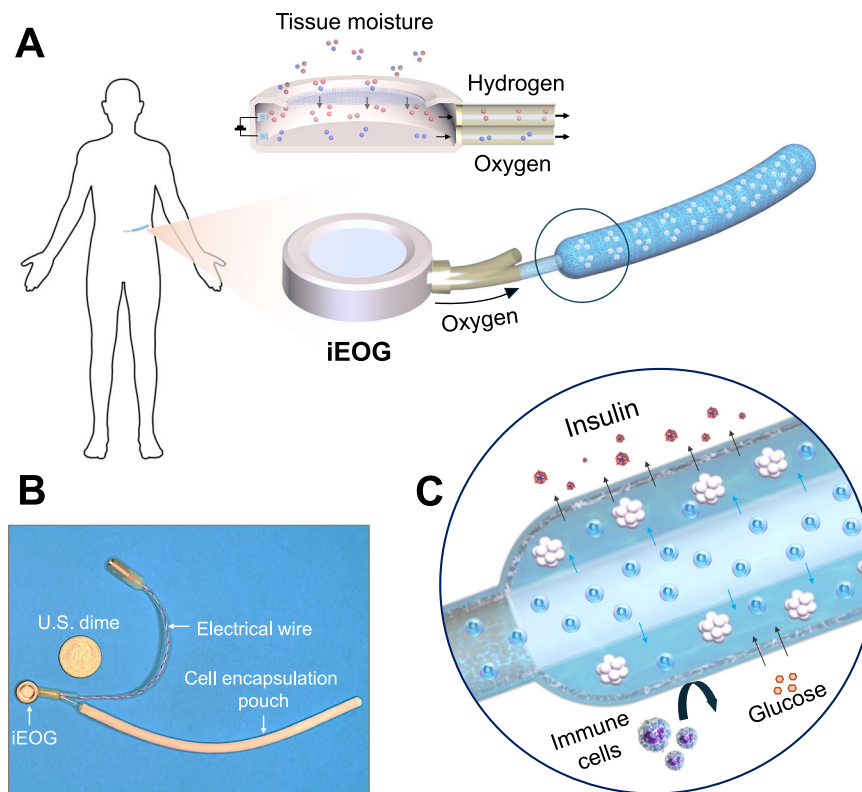 A
Tissue moisture
Hydrogen
Oxygen
Oxygen
iEOG
B
U.S. dime
Electrical wire
Cell encapsulation
pouch
iEOG
C
Insulin
Immune
cells
Glucose